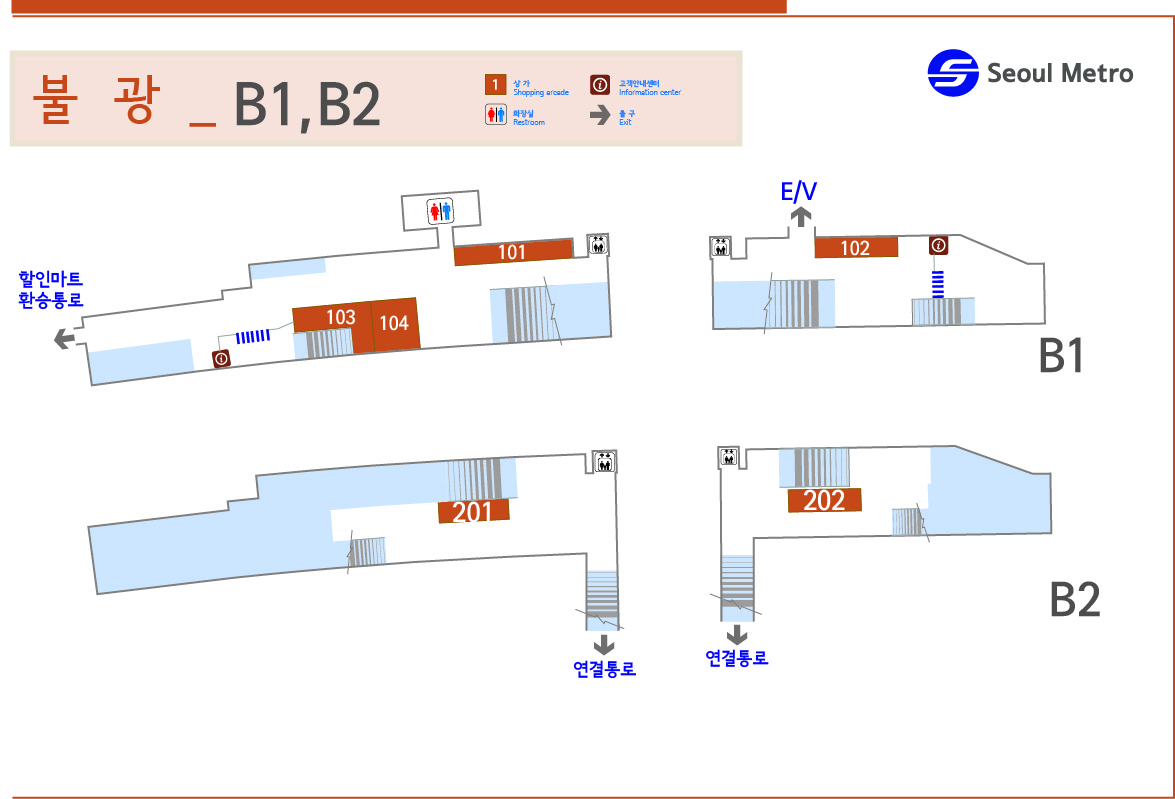 불 광 _ B1,B2
1 상 가
Shopping arcade
고객안내센터
Information center
화장실
Restroom
출 구
Exit
Seoul Metro
E/V
101
102
할인마트
환승통로
103
104
B1
201
202
B2
연결통로
연결통로